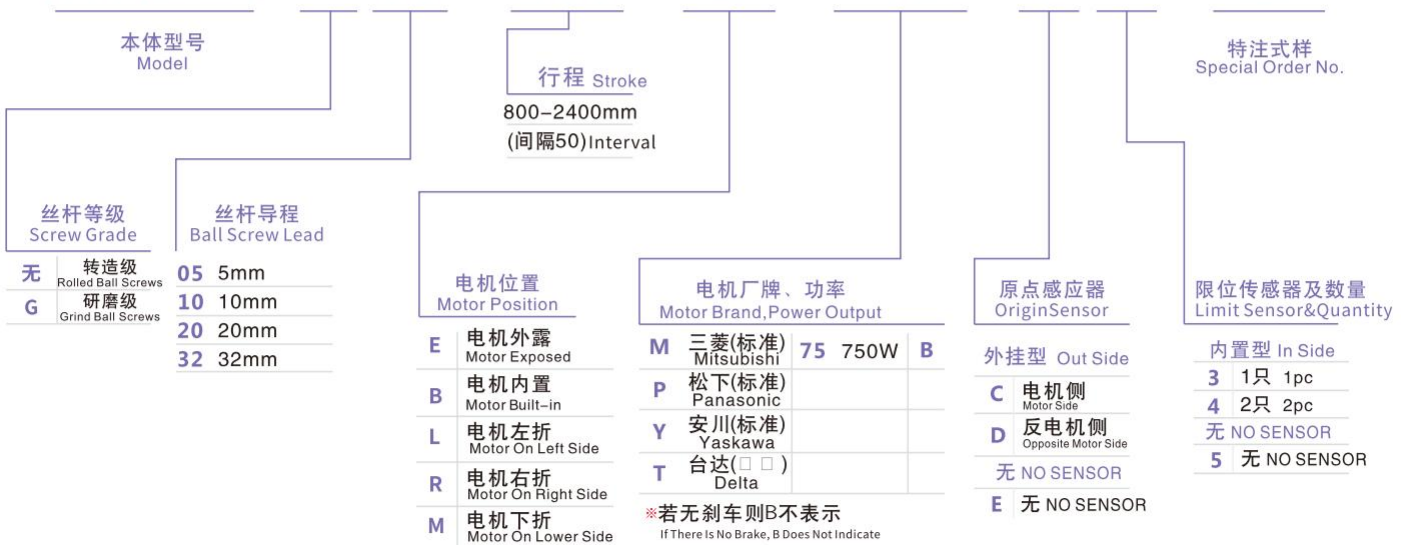 本体型号
Model
行程 Stroke
800-2400mm
(间隔50)Interval
特注式样
Special Order No.
丝杆等级
Screw Grade
无 转造级
Rolled Ball Screws
G 研磨级
Grind Ball Screws
丝杆导程
Ball Screw Lead
05 5mm
10 10mm
20 20mm
32 32mm
电机位置
Motor Position
E 电机外露
Motor Exposed
B 电机内置
Motor Built-in
L 电机左折
Motor On Left Side
R 电机右折
Motor On Right Side
M 电机下折
Motor On Lower Side
电机厂牌、功率
Motor Brand,Power Output
M 三菱(标准) 75 750W B
Mitsubishi
P 松下(标准)
Panasonic
Y 安川(标准)
Yaskawa
T 台达(□ □)
Delta
※若无刹车则B不表示
If There Is No Brake, B Does Not Indicate
原点感应器
OriginSensor
外挂型 Out Side
C 电机侧
Motor Side
D 反电机侧
Opposite Motor Side
无 NO SENSOR
E 无 NO SENSOR
限位传感器及数量
Limit Sensor&Quantity
内置型 In Side
3 1只 1pc
4 2只 2pc
无 NO SENSOR
5 无 NO SENSOR